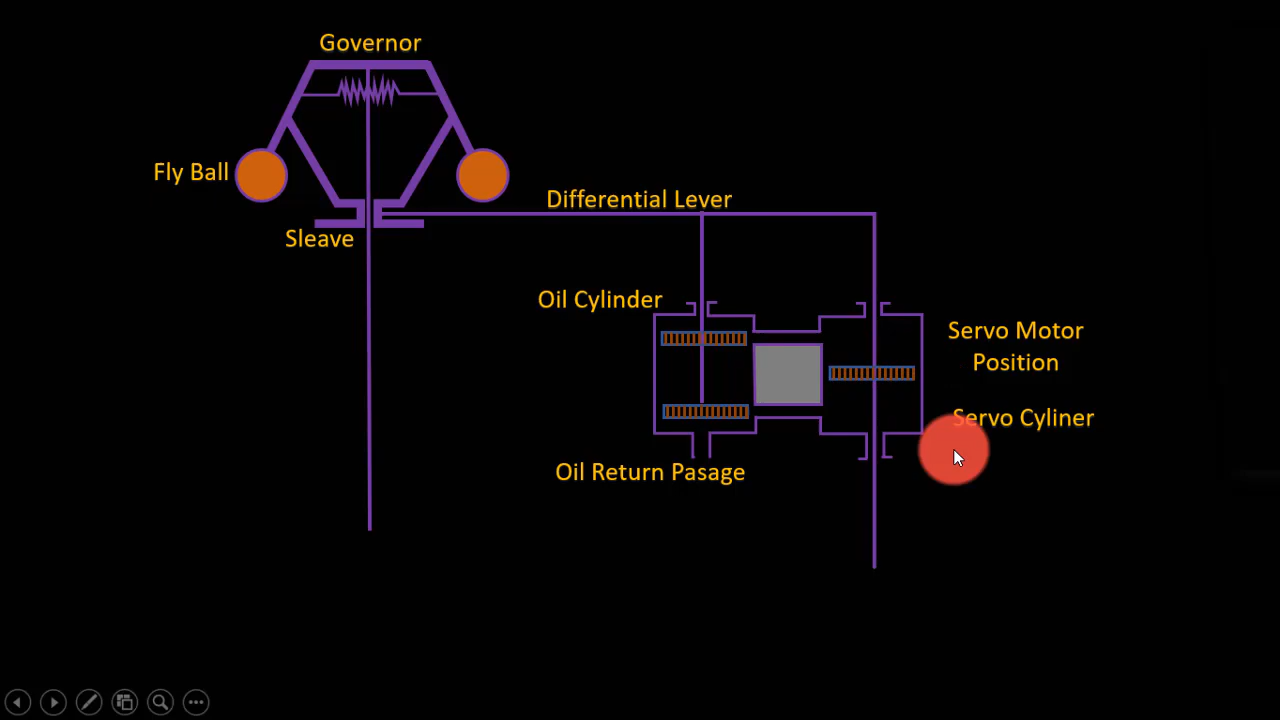 Governor
Fly Ball
Differential Lever
Sleave
Oil Cylinder
Servo Motor
Position
Servo Cyliner
Oil Return Pasage